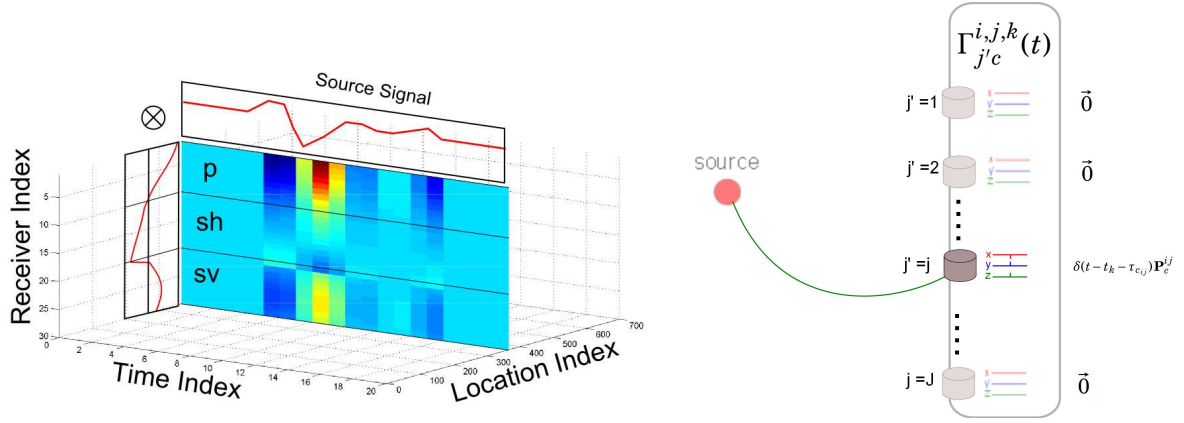 Source Signal
⊗
p
sh
sv
Receiver Index
5
10
15
20
25
30
Time Index
0
2
4
6
8
10
12
14
16
18
20
Location Index
0
100
200
300
400
500
600
700
source
Γ^{i,j,k}_{j'c}(t)
j' =1
x
y
z
0⃗
j' =2
x
y
z
0⃗
j' =j
x
y
z
δ(t−t_k−τ_{c_{ij}})P_c^{ij}
j =J
x
y
z
0⃗